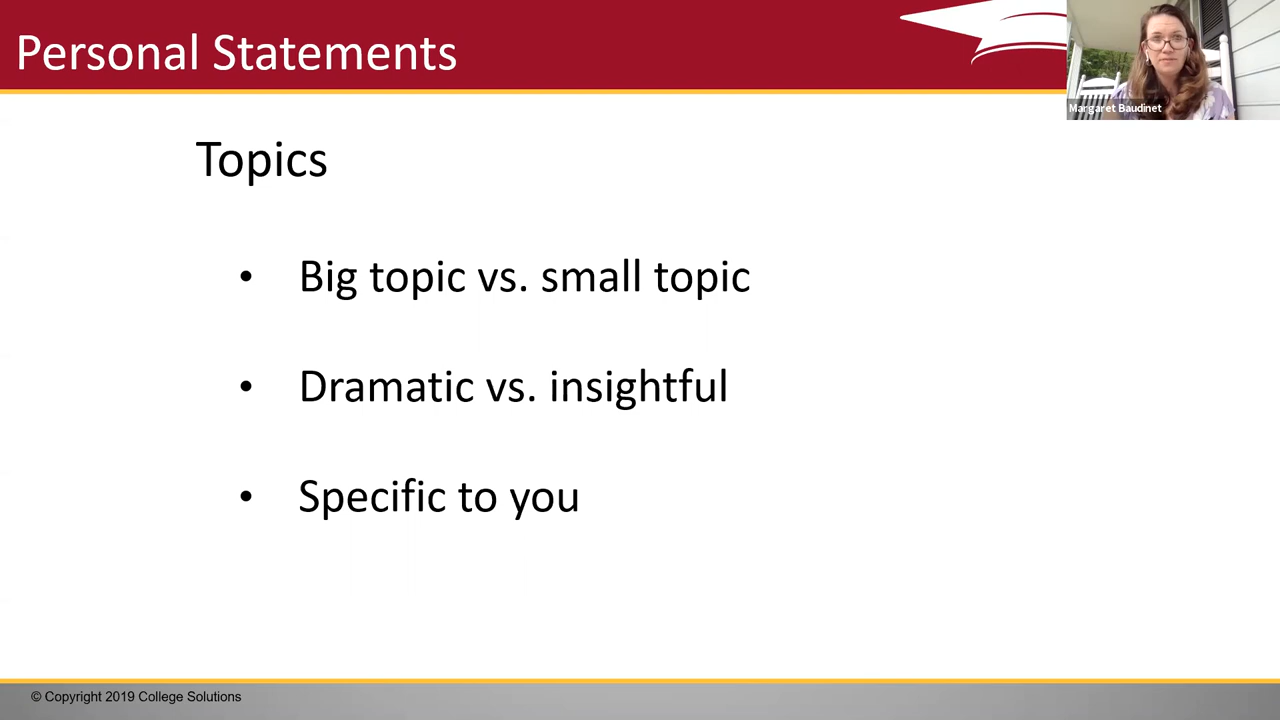 Personal Statements
Margaret Baudinet
Topics
• Big topic vs. small topic
• Dramatic vs. insightful
• Specific to you
© Copyright 2019 College Solutions